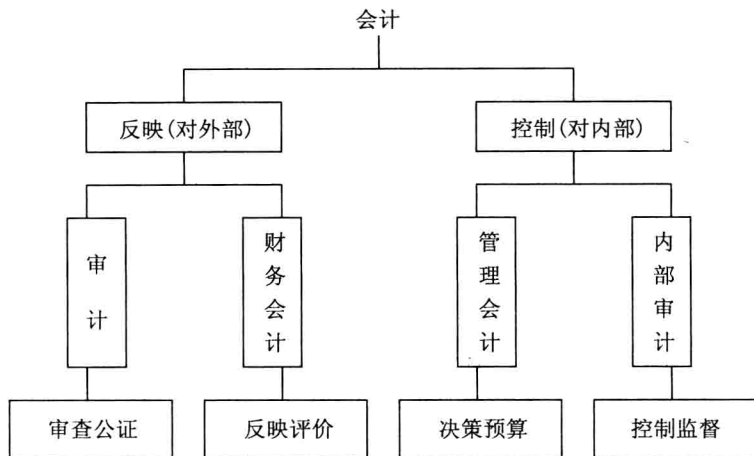 会计
反映(对外部)
控制(对内部)
审计
财务会计
管理会计
内部审计
审查公证
反映评价
决策预算
控制监督